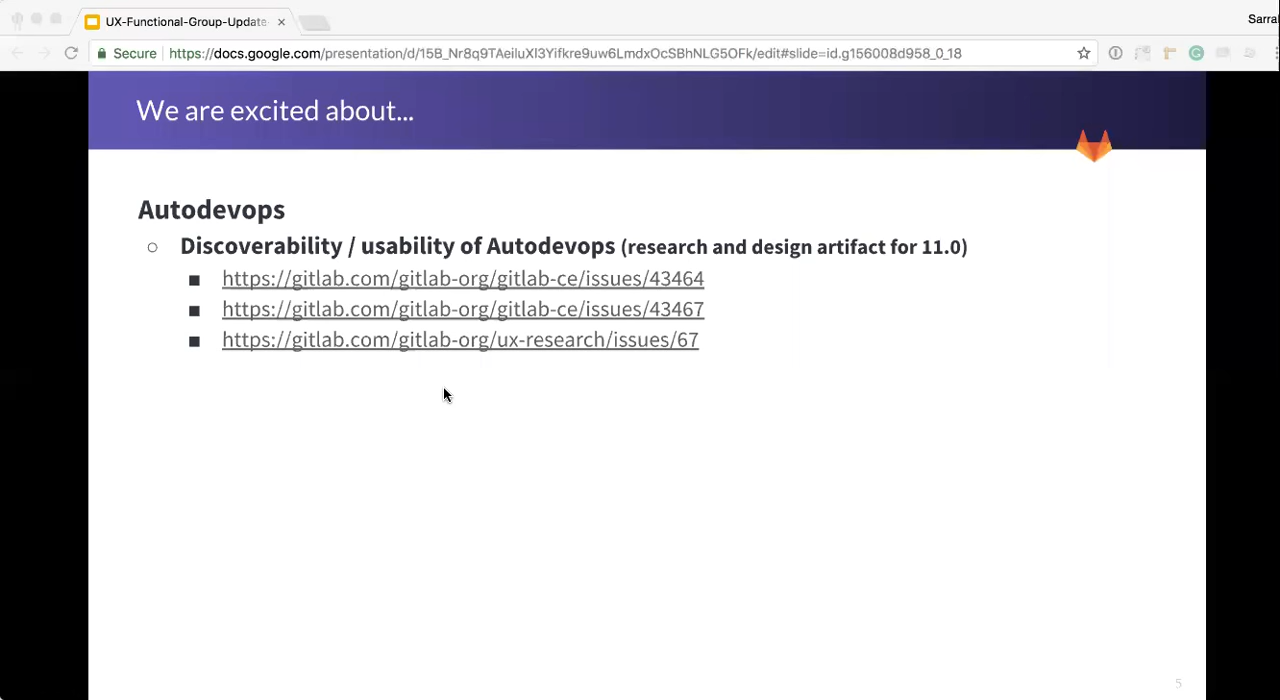 UX-Functional-Group-Update-
Sarral
Secure https://docs.google.com/presentation/d/15B_Nr8q9TAeiluXl3Yifkre9uw6LmdxOcSBhNLG5OFk/edit#slide=id.g156008d958_0_18
We are excited about...
Autodevops
Discoverability / usability of Autodevops (research and design artifact for 11.0)
https://gitlab.com/gitlab-org/gitlab-ce/issues/43464
https://gitlab.com/gitlab-org/gitlab-ce/issues/43467
https://gitlab.com/gitlab-org/ux-research/issues/67
5